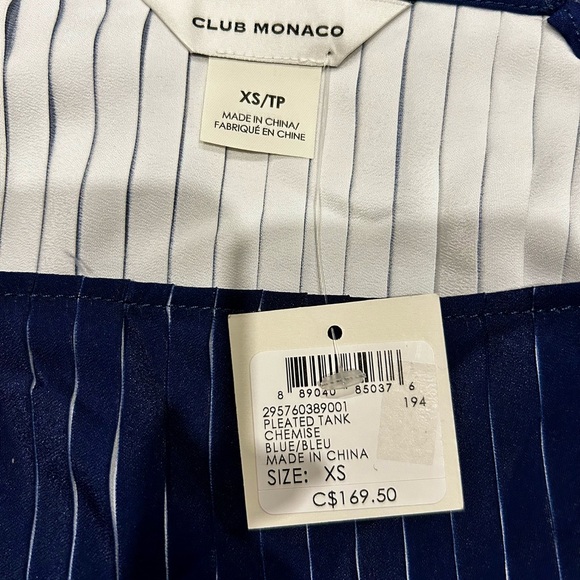 CLUB MONACO
XS/TP
MADE IN CHINA/
FABRIQUÉ EN CHINE
8 89040 85037 6
295760389001 194
PLEATED TANK
CHEMISE
BLUE/BLEU
MADE IN CHINA
SIZE: XS
C$169.50